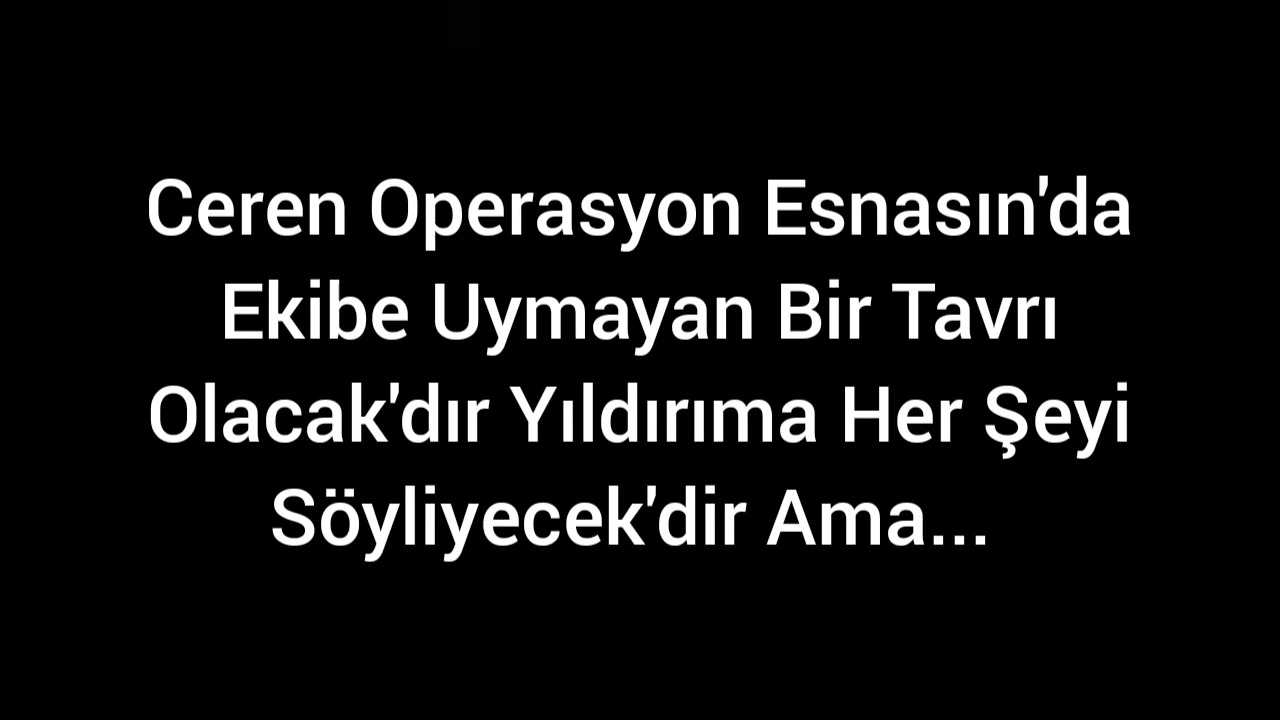 Ceren Operasyon Esnasın'da
Ekibe Uymayan Bir Tavrı
Olacak'dır Yıldırıma Her Şeyi
Söyliyecek'dir Ama...